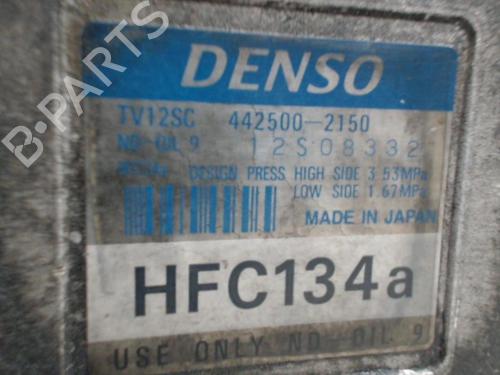 DENSO
TV12SC 442500-2150
ND-OIL 9 12S08332
DESIGN PRESS HIGH SIDE 3.53MPa
LOW SIDE 1.67MPa
MADE IN JAPAN
HFC134a
USE ONLY ND-OIL 9